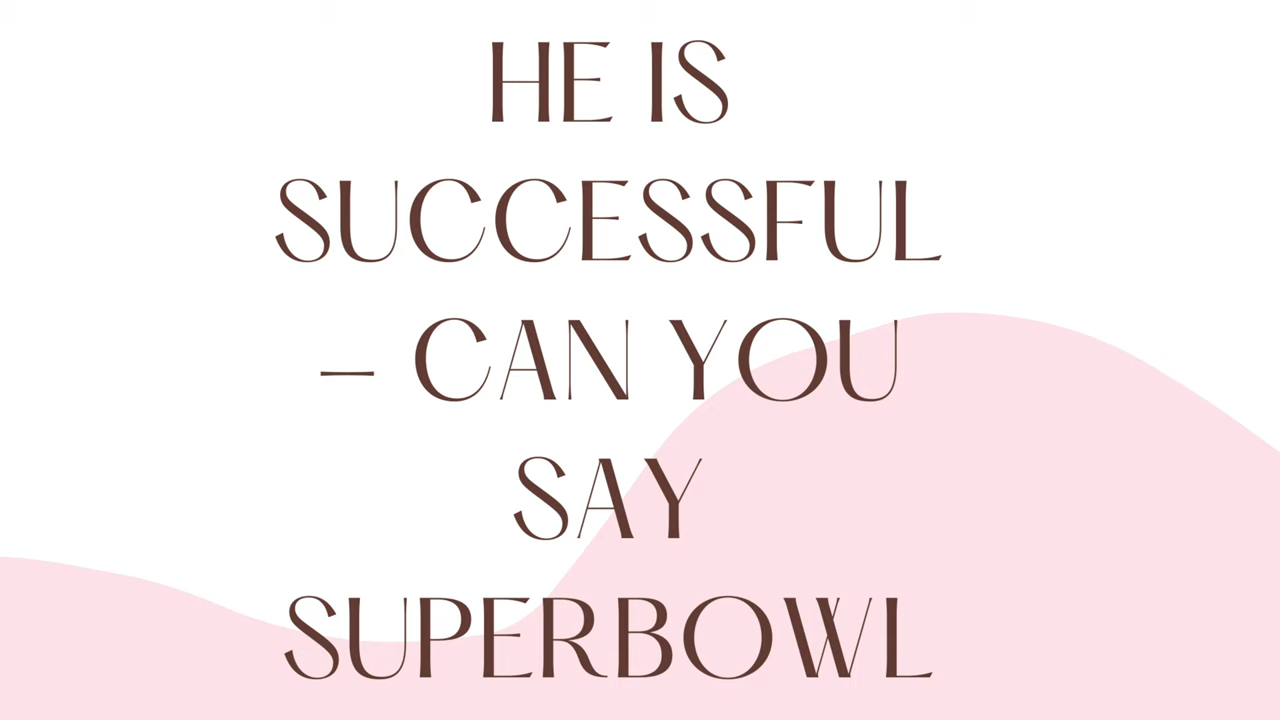 HE IS
SUCCESSFUL
– CAN YOU
SAY
SUPERBOWL